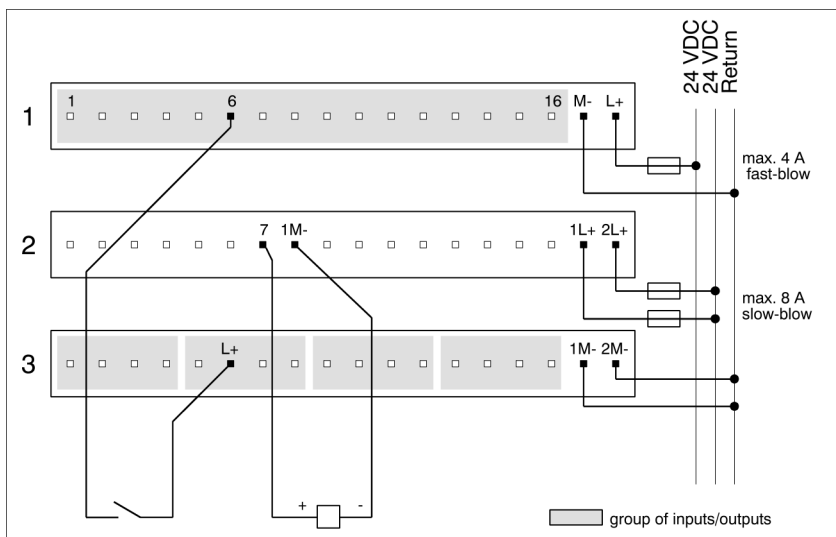 24 VDC
24 VDC
Return
1
1 6 16 M- L+
max. 4 A
fast-blow
2
7 1M- 1L+ 2L+
max. 8 A
slow-blow
3
L+ 1M- 2M-
+ -
group of inputs/outputs